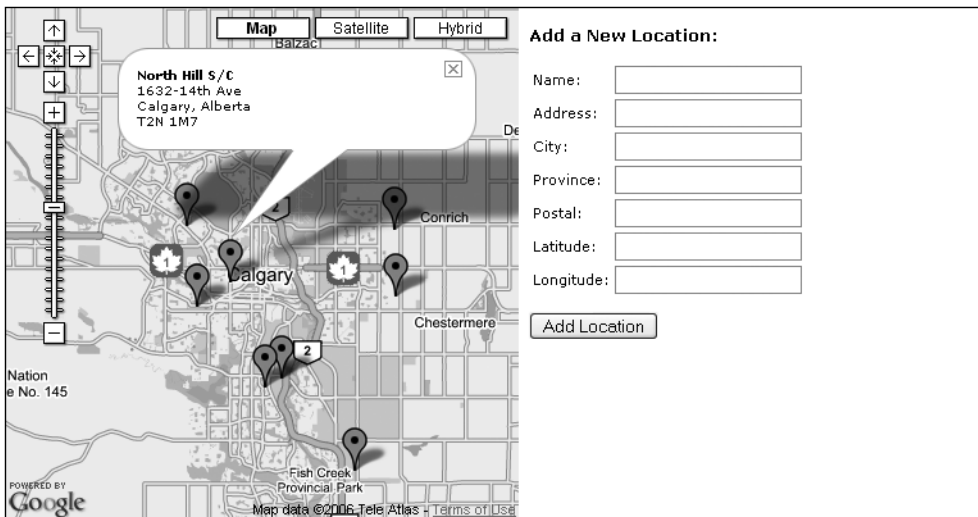 Map
Satellite
Hybrid
Balzac
North Hill S/C
1632-14th Ave
Calgary, Alberta
T2N 1M7
De
2
Conrich
1
Calgary
1
Chestermere
2
Nation
e No. 145
Fish Creek
Provincial Park
POWERED BY
Google
Map data ©2006 Tele Atlas - Terms of Use
Add a New Location:
Name:
Address:
City:
Province:
Postal:
Latitude:
Longitude:
Add Location